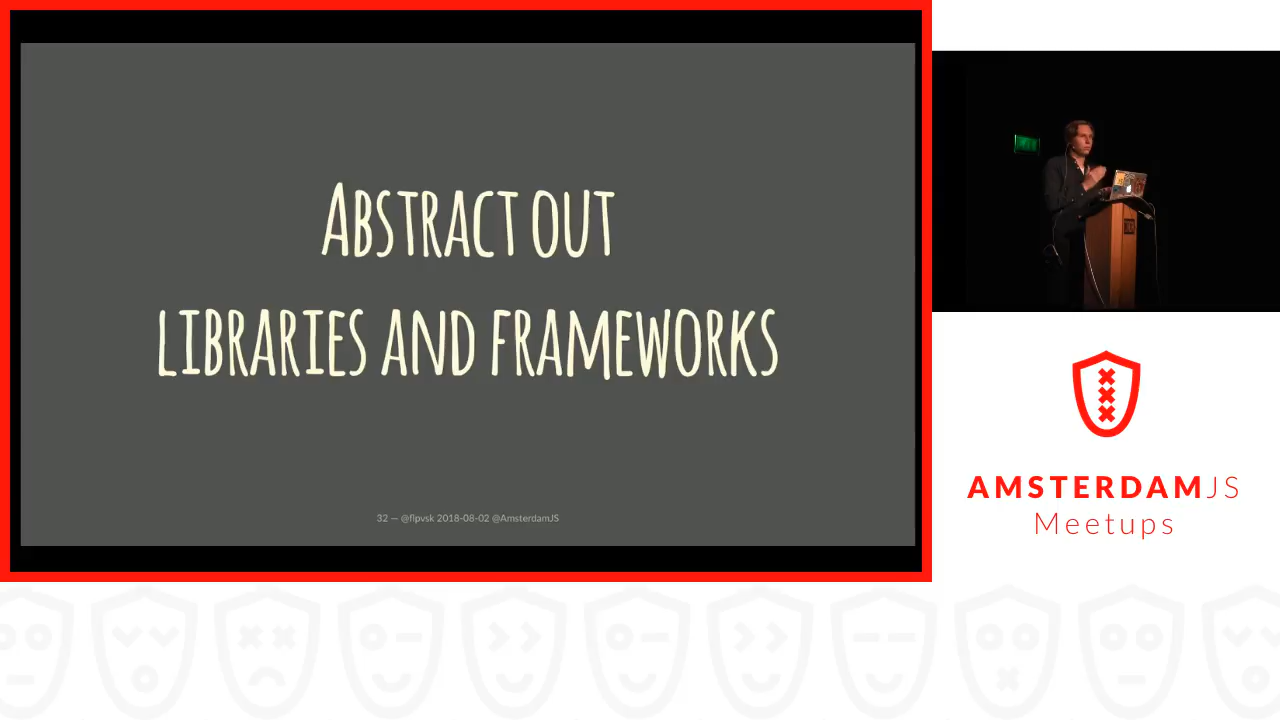 Abstract out
libraries and frameworks
32 — @flpvsk 2018-08-02 @AmsterdamJS
AMSTERDAMJS
Meetups